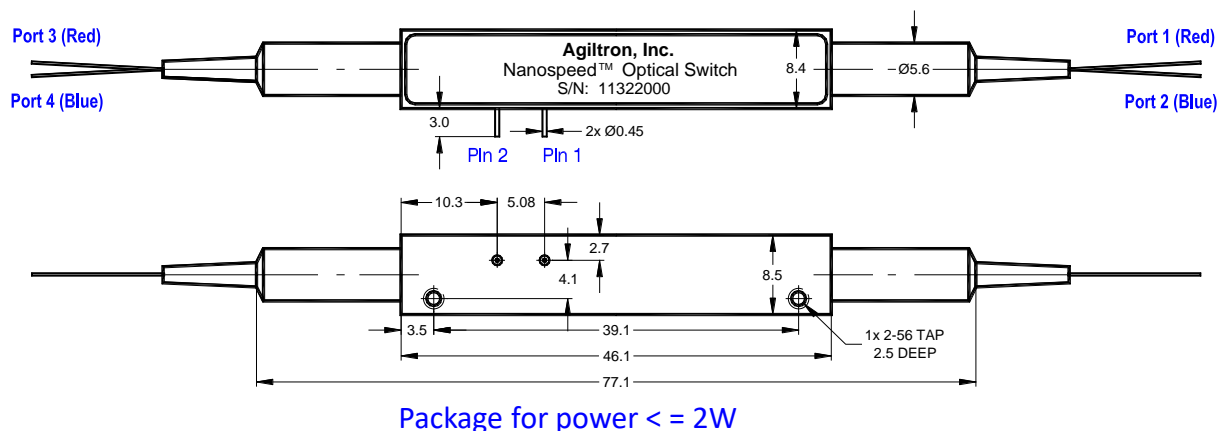 Port 3 (Red)
Port 4 (Blue)
Agiltron, Inc.
Nanospeed™ Optical Switch
S/N: 11322000
8.4
Ø5.6
Port 1 (Red)
Port 2 (Blue)
3.0
2x Ø0.45
PIn 2
PIn 1
10.3
5.08
2.7
4.1
8.5
3.5
39.1
1x 2-56 TAP
2.5 DEEP
46.1
77.1
Package for power < = 2W